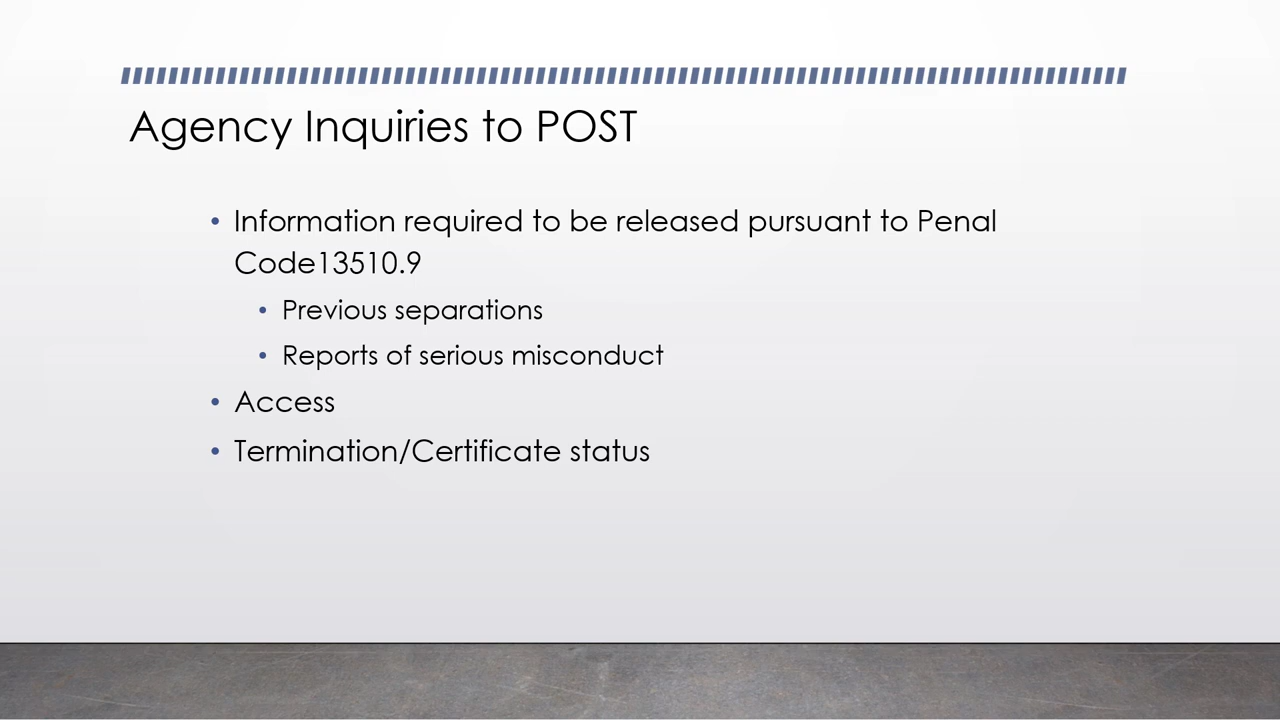 Agency Inquiries to POST
• Information required to be released pursuant to Penal
Code13510.9
• Previous separations
• Reports of serious misconduct
• Access
• Termination/Certificate status